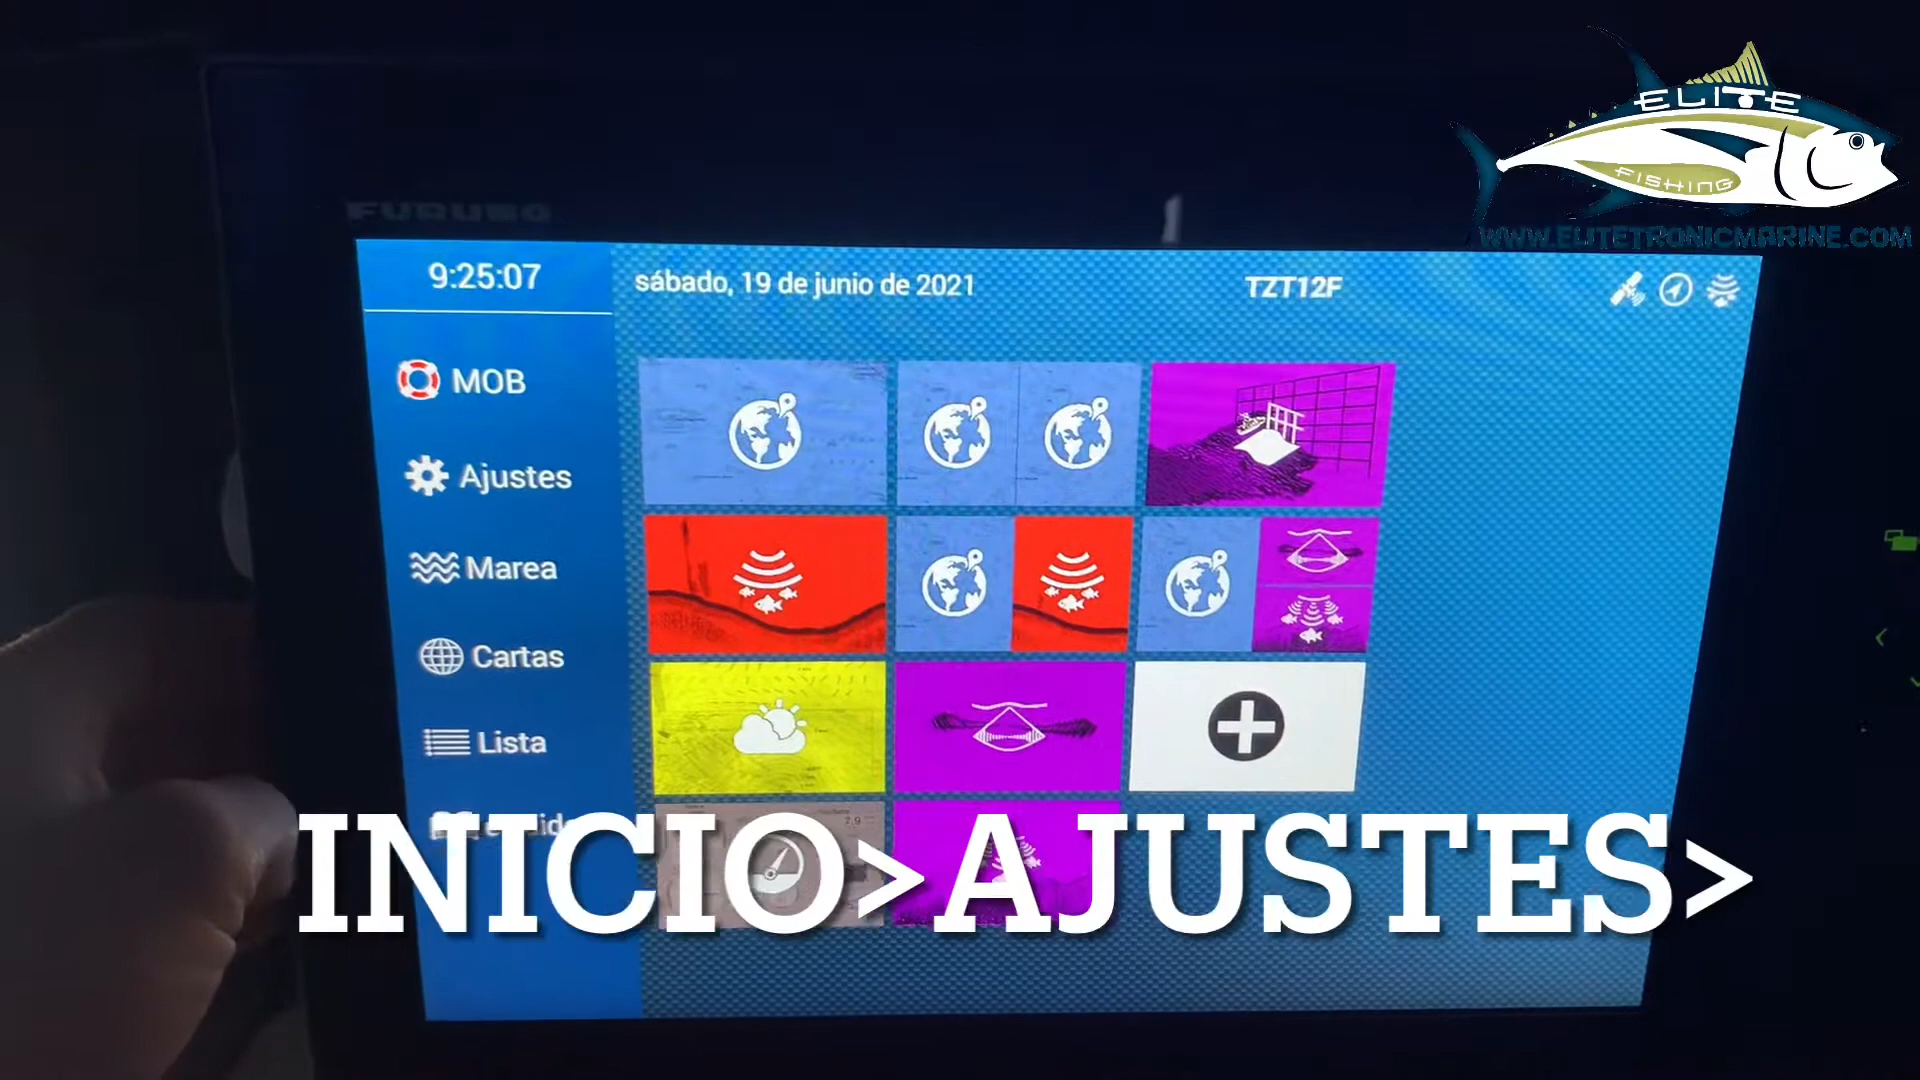 ELITE
FISHING
WWW.ELITETRONICMARINE.COM
FURUNO
9:25:07
sábado, 19 de junio de 2021
TZT12F
MOB
Ajustes
Marea
Cartas
Lista
INICIO>AJUSTES>